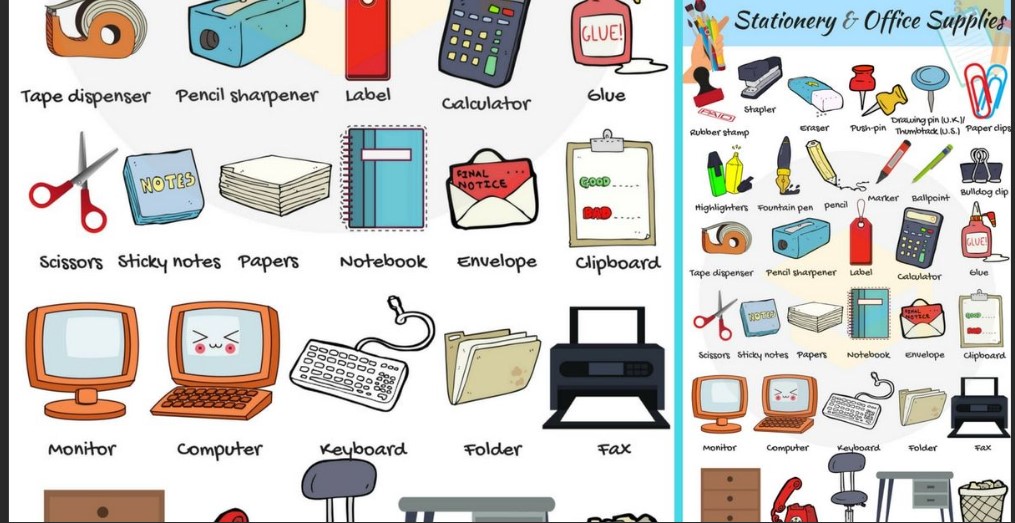 Tape dispenser Pencil sharpener Label Calculator Glue
GLUE!
Scissors Sticky notes Papers Notebook Envelope Clipboard
NOTES
FINAL
NOTICE
GOOD
BAD
Monitor Computer Keyboard Folder Fax
Stationery & Office Supplies
PAID
Rubber stamp Stapler Eraser Push-pin Drawing pin (U.K.)/
Thumbtack (U.S.) Paper clips
Highlighters Fountain pen pencil Marker Ballpoint Bulldog clip
Tape dispenser Pencil sharpener Label Calculator Glue
GLUE!
Scissors Sticky notes Papers Notebook Envelope Clipboard
NOTES
FINAL
NOTICE
GOOD
BAD
Monitor Computer Keyboard Folder Fax